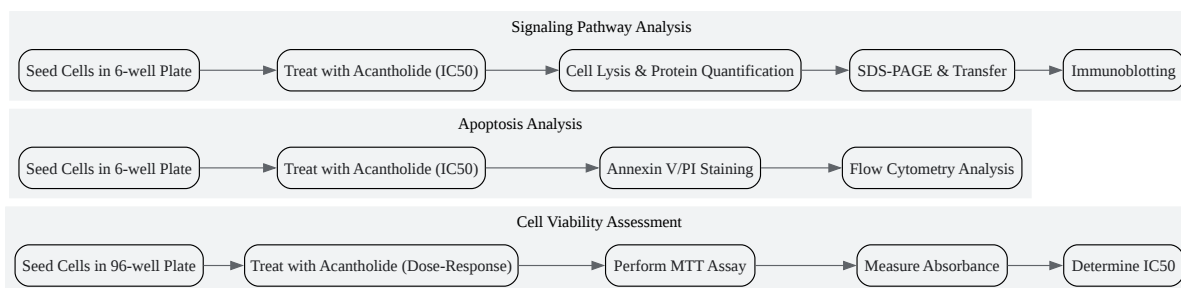 Signaling Pathway Analysis
Seed Cells in 6-well Plate
Treat with Acantholide (IC50)
Cell Lysis & Protein Quantification
SDS-PAGE & Transfer
Immunoblotting
Apoptosis Analysis
Seed Cells in 6-well Plate
Treat with Acantholide (IC50)
Annexin V/PI Staining
Flow Cytometry Analysis
Cell Viability Assessment
Seed Cells in 96-well Plate
Treat with Acantholide (Dose-Response)
Perform MTT Assay
Measure Absorbance
Determine IC50